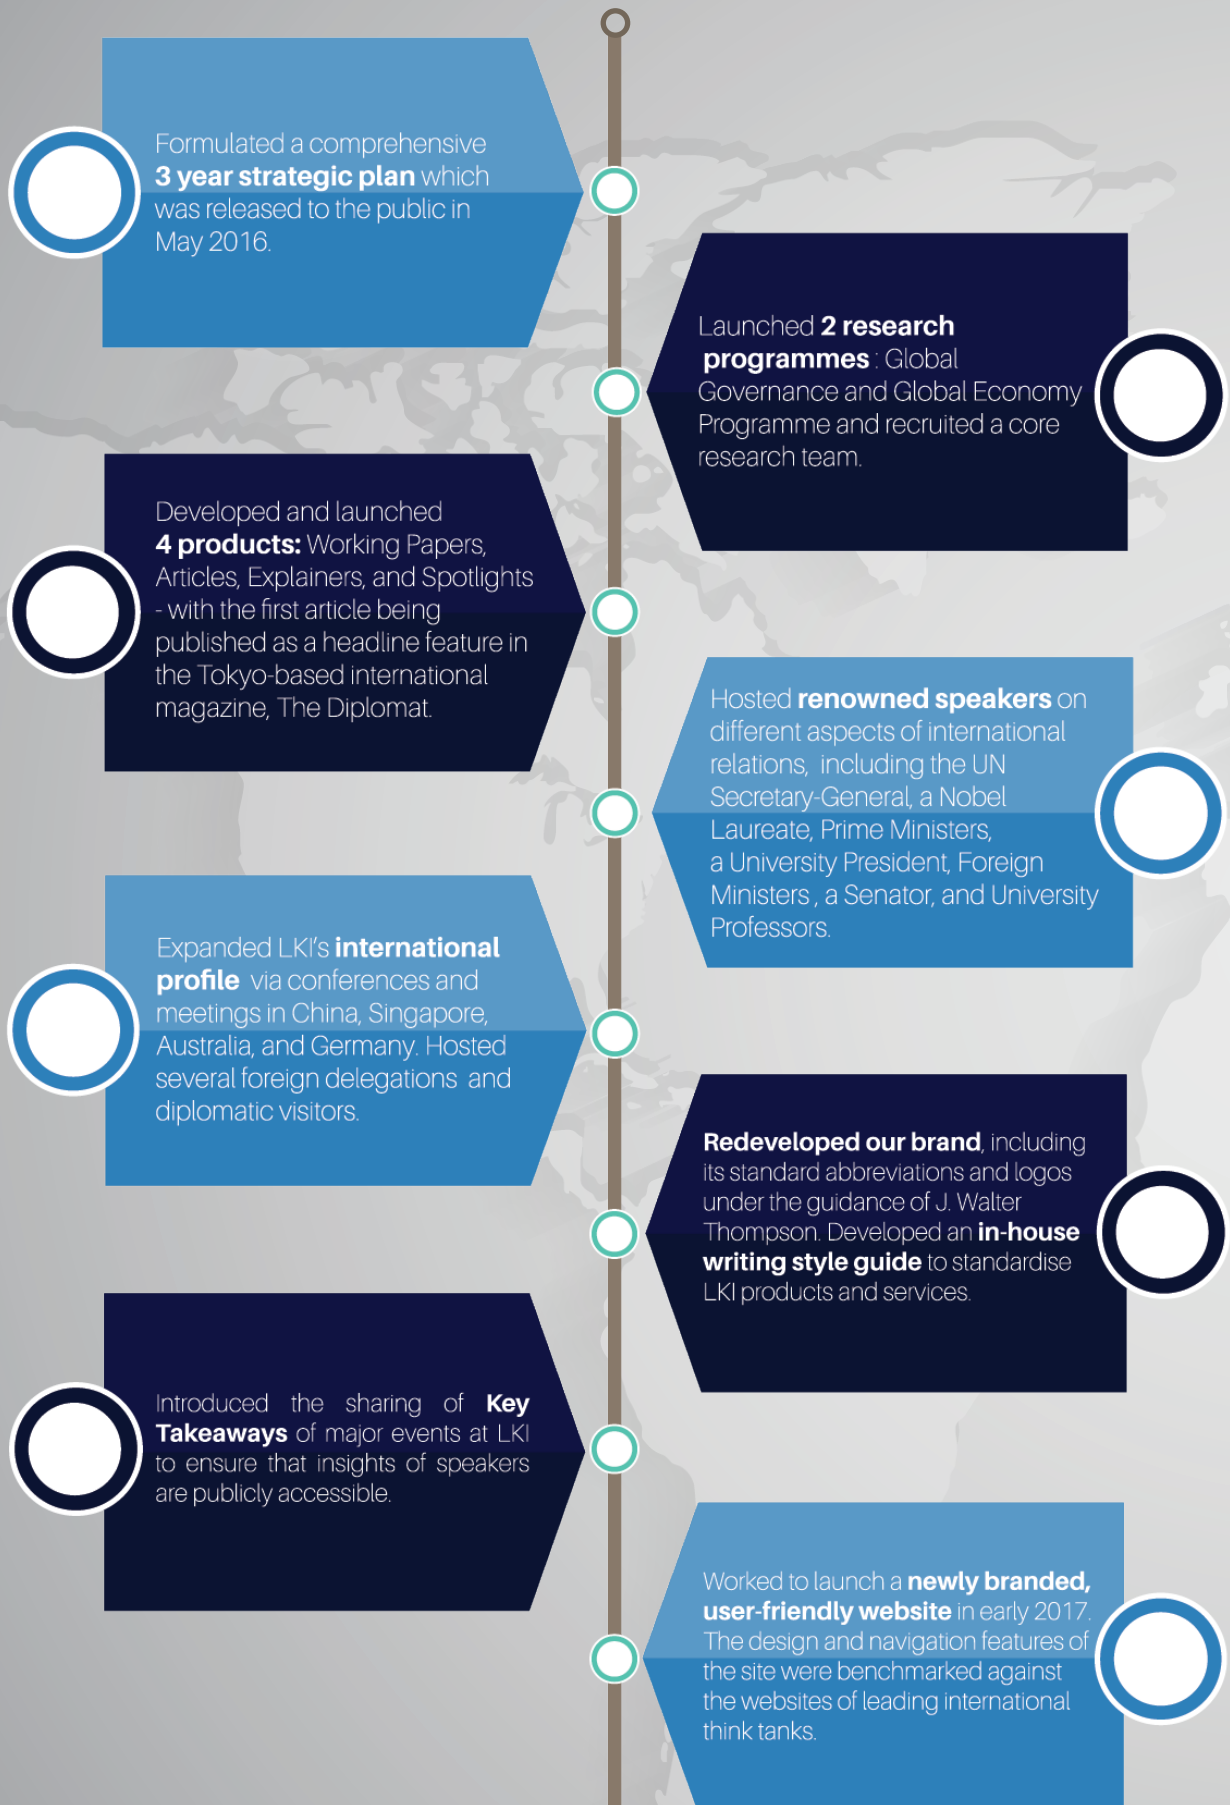 Formulated a comprehensive
3 year strategic plan which
was released to the public in
May 2016.
Launched 2 research
programmes : Global
Governance and Global Economy
Programme and recruited a core
research team.
Developed and launched
4 products: Working Papers,
Articles, Explainers, and Spotlights
- with the first article being
published as a headline feature in
the Tokyo-based international
magazine, The Diplomat.
Hosted renowned speakers on
different aspects of international
relations, including the UN
Secretary-General, a Nobel
Laureate, Prime Ministers,
a University President, Foreign
Ministers , a Senator, and University
Professors.
Expanded LKI's international
profile via conferences and
meetings in China, Singapore,
Australia, and Germany. Hosted
several foreign delegations and
diplomatic visitors.
Redeveloped our brand, including
its standard abbreviations and logos
under the guidance of J. Walter
Thompson. Developed an in-house
writing style guide to standardise
LKI products and services.
Introduced the sharing of Key
Takeaways of major events at LKI
to ensure that insights of speakers
are publicly accessible.
Worked to launch a newly branded,
user-friendly website in early 2017.
The design and navigation features of
the site were benchmarked against
the websites of leading international
think tanks.